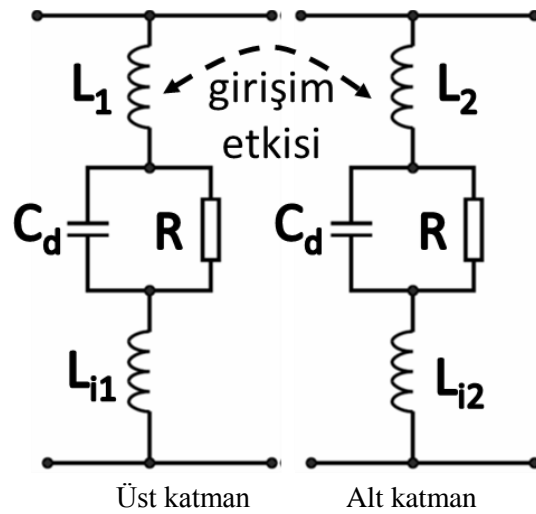 L1
girişim
etkisi
L2
Cd
R
Cd
R
Li1
Li2
Üst katman
Alt katman